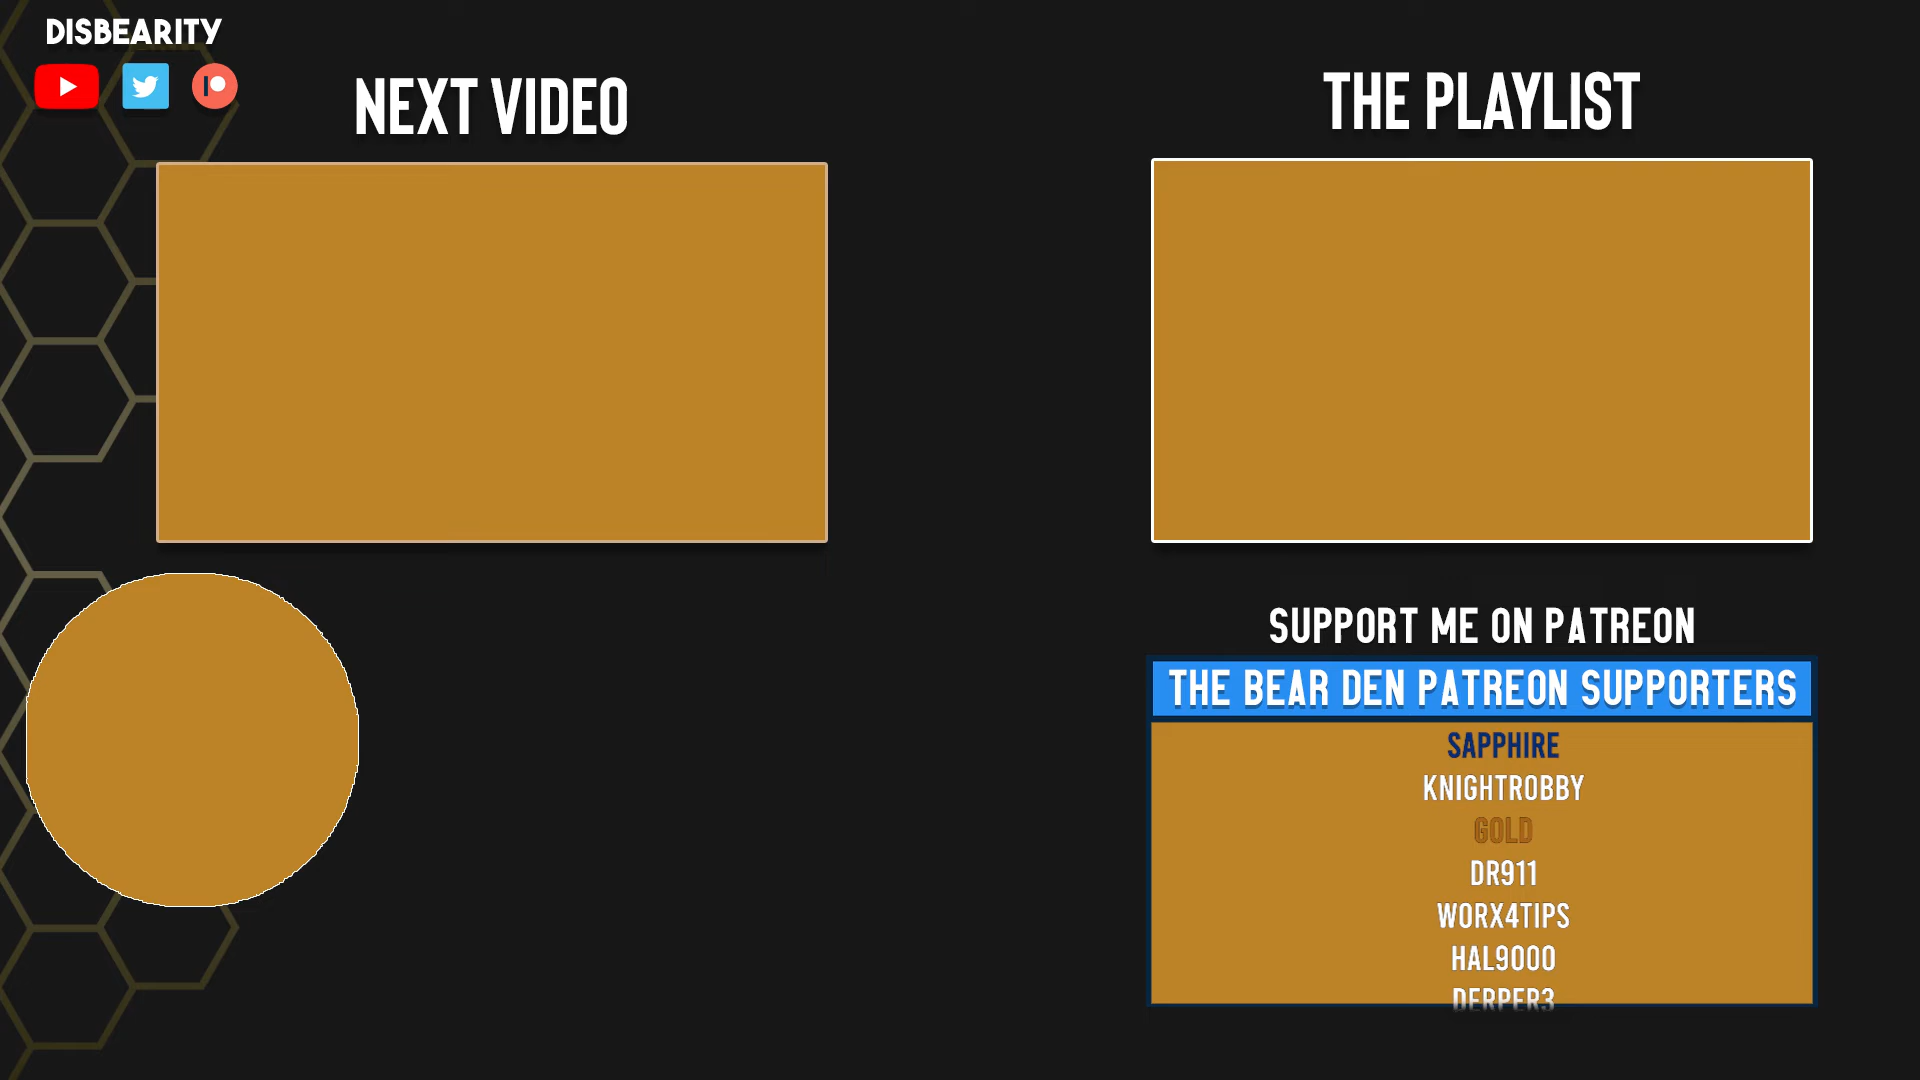 DISBEARITY
NEXT VIDEO
THE PLAYLIST
SUPPORT ME ON PATREON
THE BEAR DEN PATREON SUPPORTERS
SAPPHIRE
KNIGHTROBBY
GOLD
DR911
WORX4TIPS
HAL9000
DERPER3